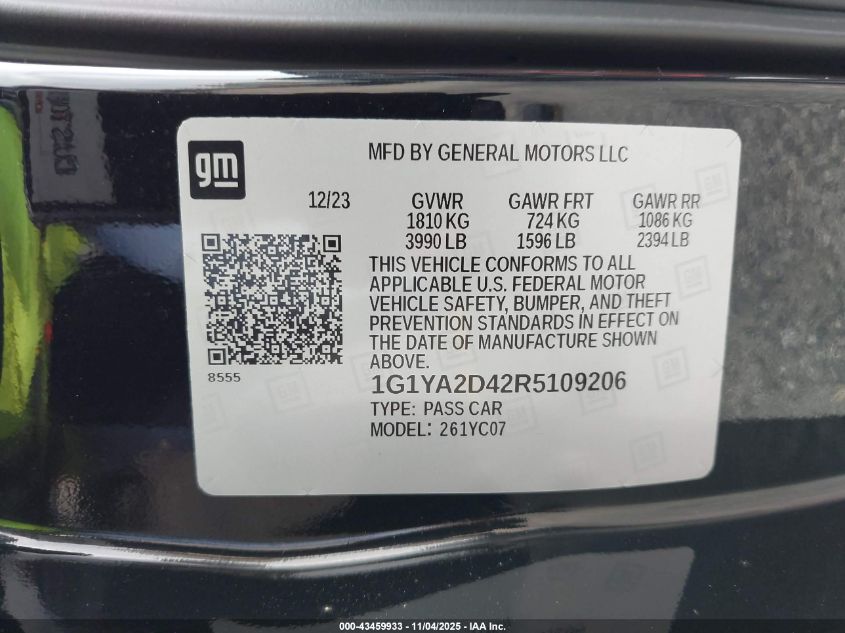 gm
MFD BY GENERAL MOTORS LLC
12/23 GVWR GAWR FRT GAWR RR
1810 KG 724 KG 1086 KG
3990 LB 1596 LB 2394 LB
THIS VEHICLE CONFORMS TO ALL
APPLICABLE U.S. FEDERAL MOTOR
VEHICLE SAFETY, BUMPER, AND THEFT
PREVENTION STANDARDS IN EFFECT ON
THE DATE OF MANUFACTURE SHOWN
ABOVE.
8555
1G1YA2D42R5109206
TYPE: PASS CAR
MODEL: 261YC07
000-43459933 - 11/04/2025 - IAA Inc.